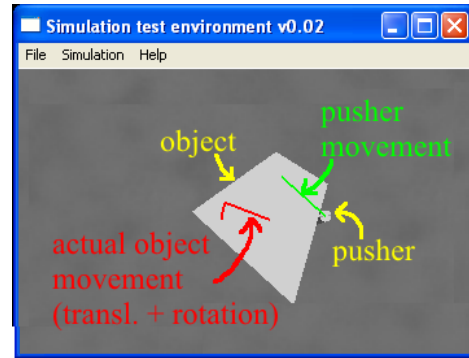 Simulation test environment v0.02
File Simulation Help
pusher
movement
object
pusher
actual object
movement
(transl. + rotation)